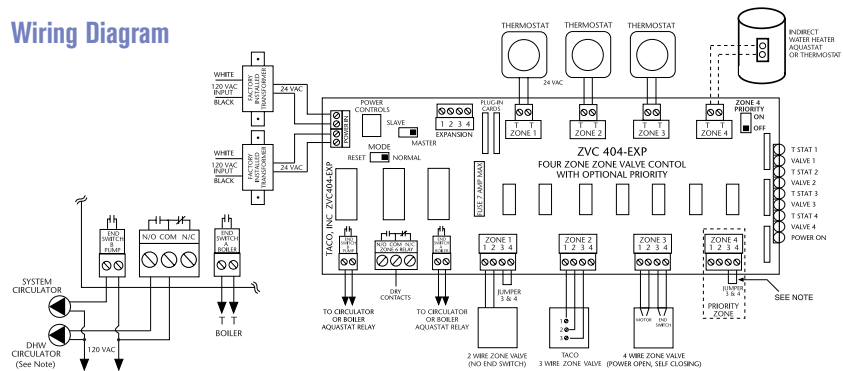 Wiring Diagram
THERMOSTAT
THERMOSTAT
THERMOSTAT
INDIRECT
WATER HEATER
AQUASTAT
OR THERMOSTAT
24 VAC
WHITE
120 VAC
INPUT
BLACK
FACTORY
INSTALLED
TRANSFORMER
24 VAC
WHITE
120 VAC
INPUT
BLACK
FACTORY
INSTALLED
TRANSFORMER
24 VAC
POWER IN
POWER
CONTROLS
SLAVE
MASTER
MODE
RESET
NORMAL
1 2 3 4
EXPANSION
PLUG-IN
CARDS
T T
ZONE 1
T T
ZONE 2
T T
ZONE 3
T T
ZONE 4
ZONE 4
PRIORITY
ON
OFF
ZVC 404-EXP
FOUR ZONE ZONE VALVE CONTOL
WITH OPTIONAL PRIORITY
T STAT 1
VALVE 1
T STAT 2
VALVE 2
T STAT 3
VALVE 3
T STAT 4
VALVE 4
POWER ON
TACO, INC ZVC404-EXP
FUSE 7 AMP MAX
END
SWITCH
B
PUMP
N/O COM N/C
ZONE 6 RELAY
END
SWITCH
A
BOILER
ZONE 1
1 2 3 4
ZONE 2
1 2 3 4
ZONE 3
1 2 3 4
ZONE 4
1 2 3 4
JUMPER
3 & 4
JUMPER
3 & 4
PRIORITY
ZONE
SEE NOTE
TO CIRCULATOR
OR BOILER
AQUASTAT RELAY
DRY
CONTACTS
TO CIRCULATOR
OR BOILER
AQUASTAT RELAY
2 WIRE ZONE VALVE
(NO END SWITCH)
1
2
3
TACO
3 WIRE ZONE VALVE
MOTOR
END
SWITCH
4 WIRE ZONE VALVE
(POWER OPEN, SELF CLOSING)
END
SWITCH
B
PUMP
N/O COM N/C
END
SWITCH
A
BOILER
SYSTEM
CIRCULATOR
DHW
CIRCULATOR
(See Note)
120 VAC
T T
BOILER